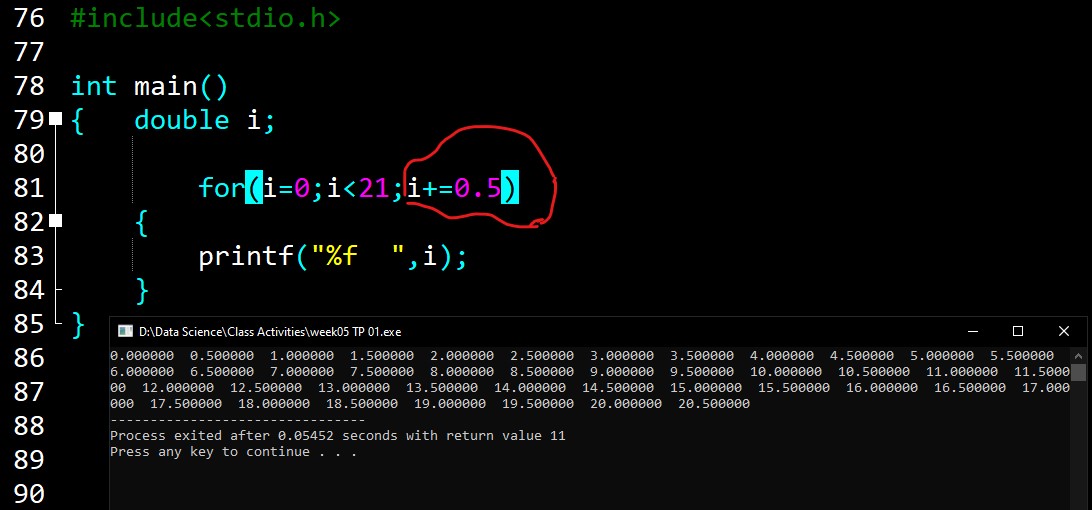 76 #include<stdio.h>
77
78 int main()
79 { double i;
80
81 for(i=0;i<21;i+=0.5)
82 {
83 printf("%f  ",i);
84 }
85 }
86
87
88
89
90
D:\Data Science\Class Activities\week05 TP 01.exe
0.000000  0.500000  1.000000  1.500000  2.000000  2.500000  3.000000  3.500000  4.000000  4.500000  5.000000  5.500000
6.000000  6.500000  7.000000  7.500000  8.000000  8.500000  9.000000  9.500000  10.000000  10.500000  11.000000  11.5000
00  12.000000  12.500000  13.000000  13.500000  14.000000  14.500000  15.000000  15.500000  16.000000  16.500000  17.000
000  17.500000  18.000000  18.500000  19.000000  19.500000  20.000000  20.500000
--------------------------------
Process exited after 0.05452 seconds with return value 11
Press any key to continue . . .